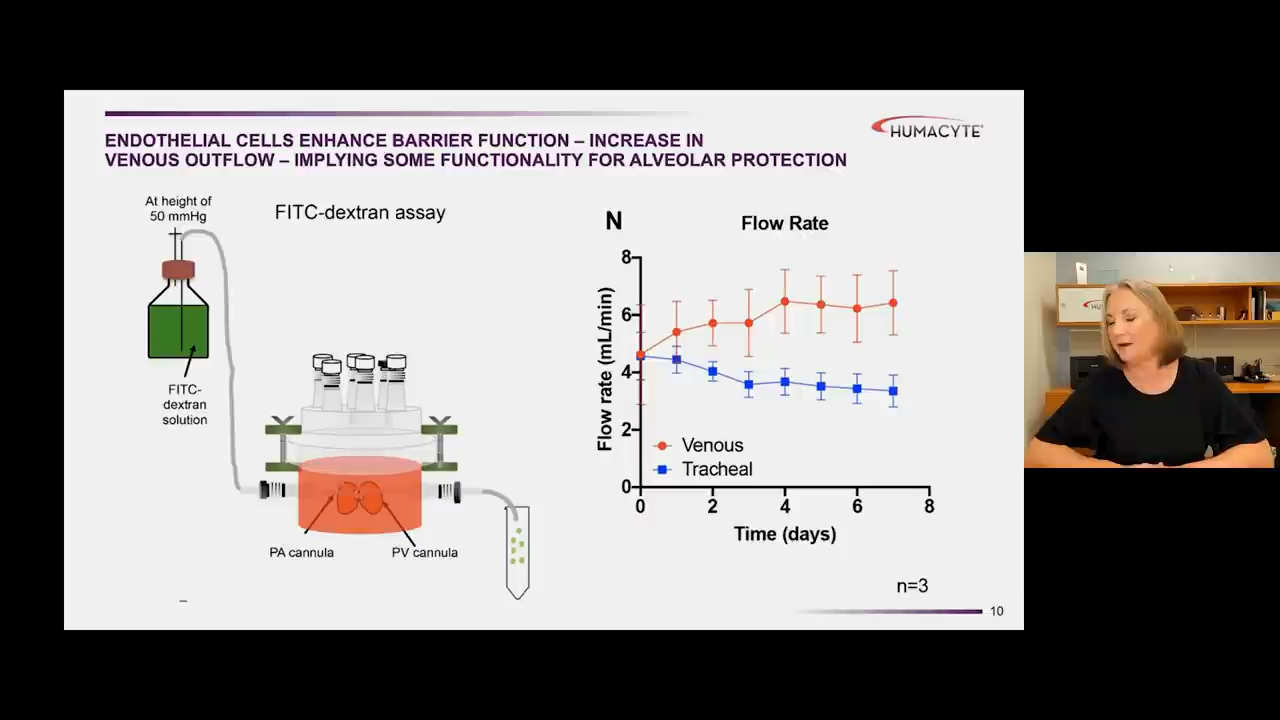 ENDOTHELIAL CELLS ENHANCE BARRIER FUNCTION – INCREASE IN
VENOUS OUTFLOW – IMPLYING SOME FUNCTIONALITY FOR ALVEOLAR PROTECTION
HUMACYTE
At height of
50 mmHg
FITC-dextran assay
FITC-
dextran
solution
PA cannula
PV cannula
N
Flow Rate
8
6
4
2
0
Flow rate (mL/min)
Venous
Tracheal
0 2 4 6 8
Time (days)
n=3
10